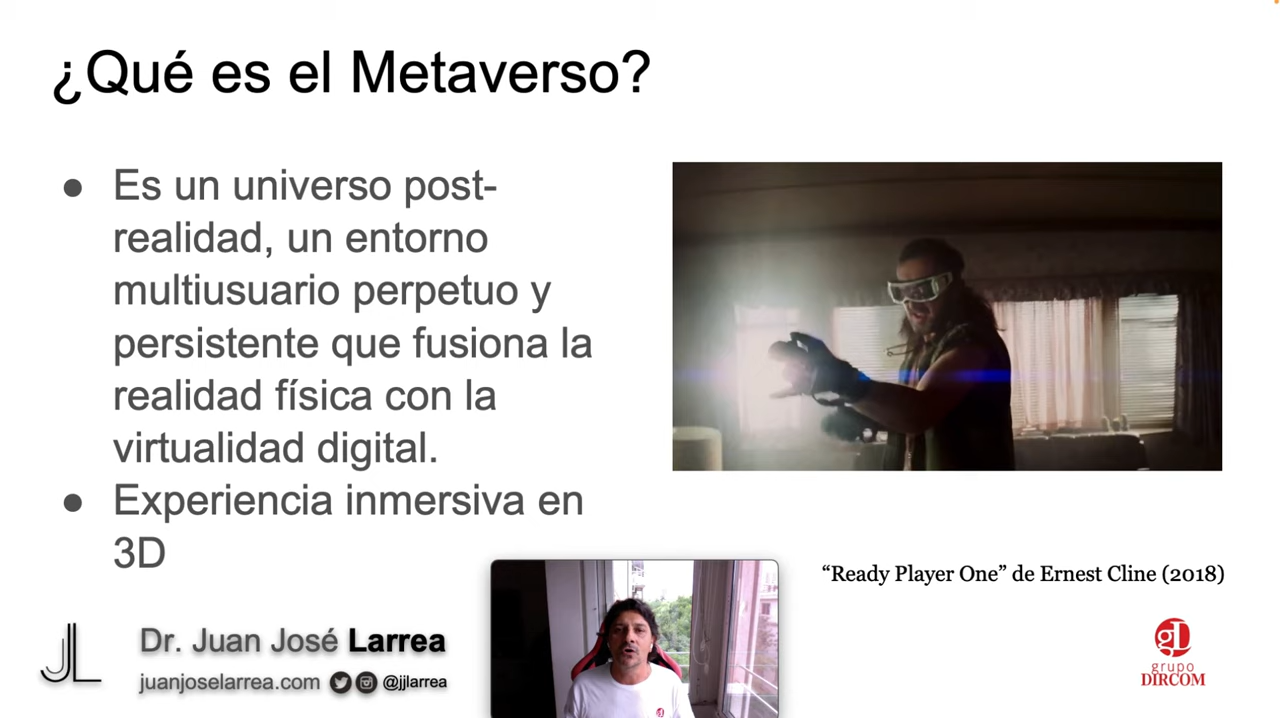 ¿Qué es el Metaverso?
● Es un universo post-
realidad, un entorno
multiusuario perpetuo y
persistente que fusiona la
realidad física con la
virtualidad digital.
● Experiencia inmersiva en
3D
“Ready Player One” de Ernest Cline (2018)
JL
Dr. Juan José Larrea
juanjoselarrea.com @jjlarrea
gD
grupo
DIRCOM